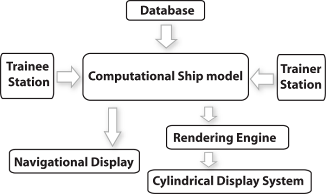 Database
Trainee
Station
Computational Ship model
Trainer
Station
Rendering Engine
Navigational Display
Cylindrical Display System